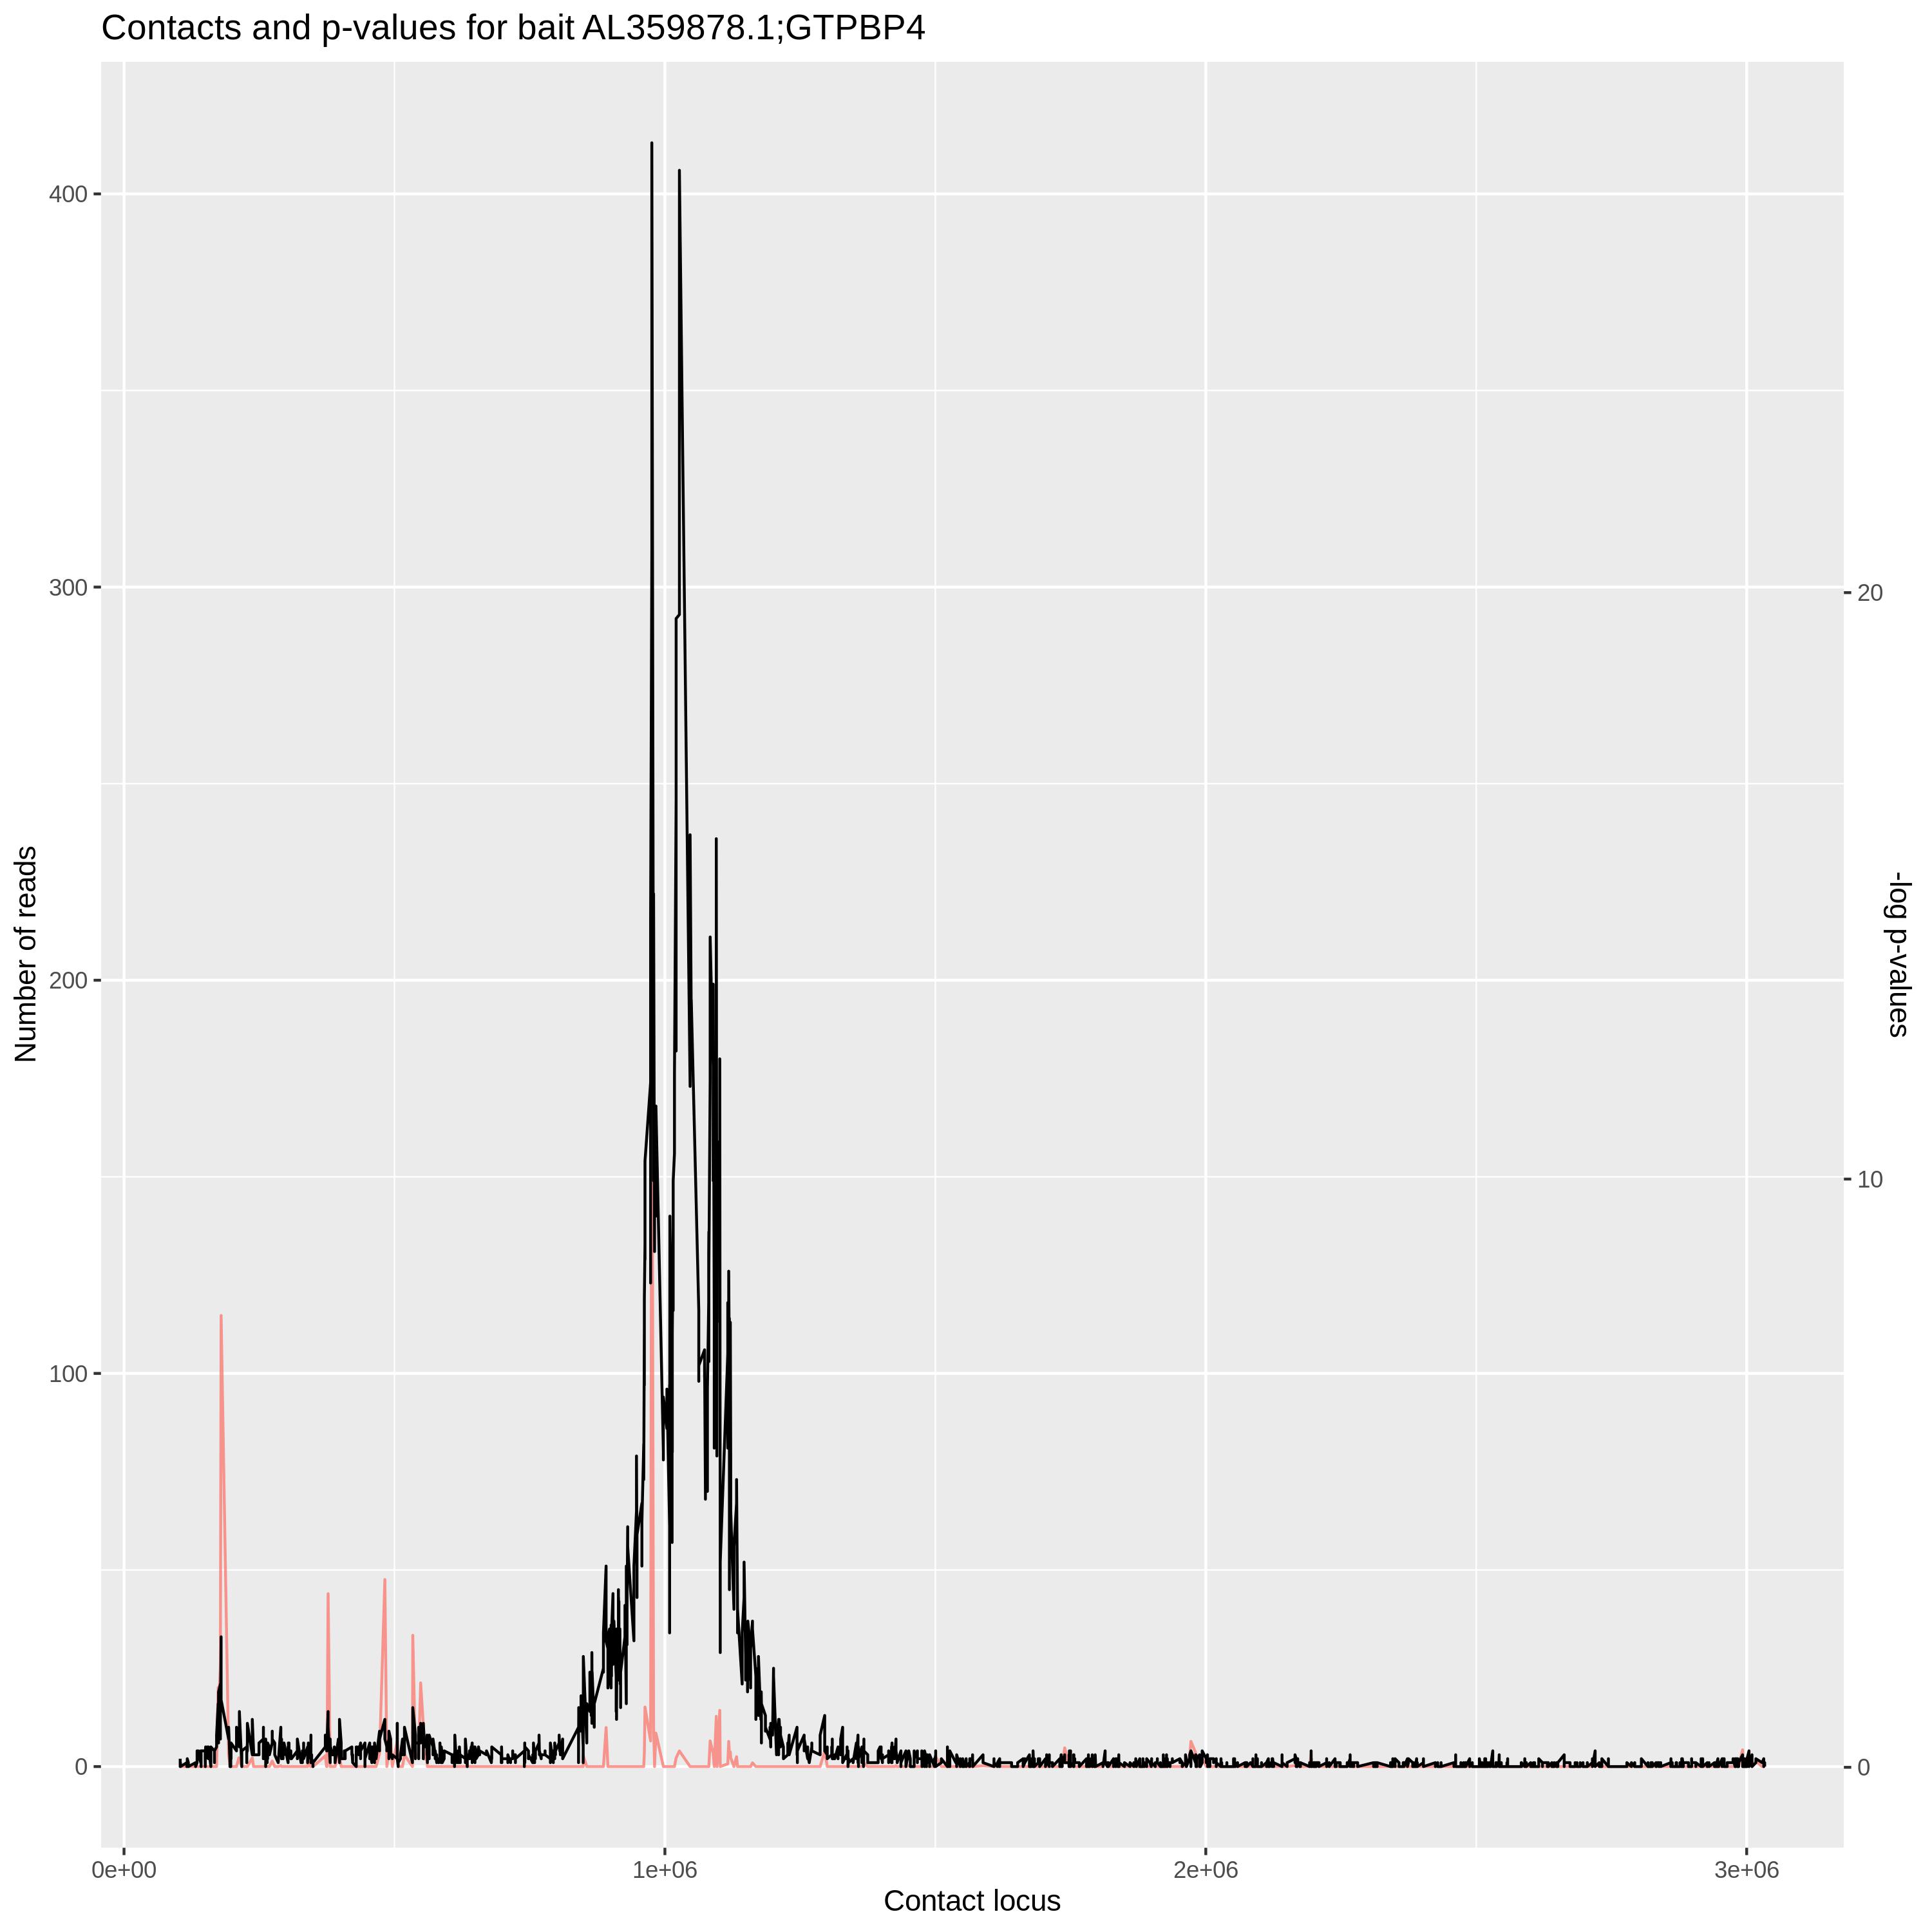 Contacts and p-values for bait AL359878.1;GTPBP4
400
300
200
100
0
Number of reads
20
10
0
-log p-values
0e+00
1e+06
2e+06
3e+06
Contact locus